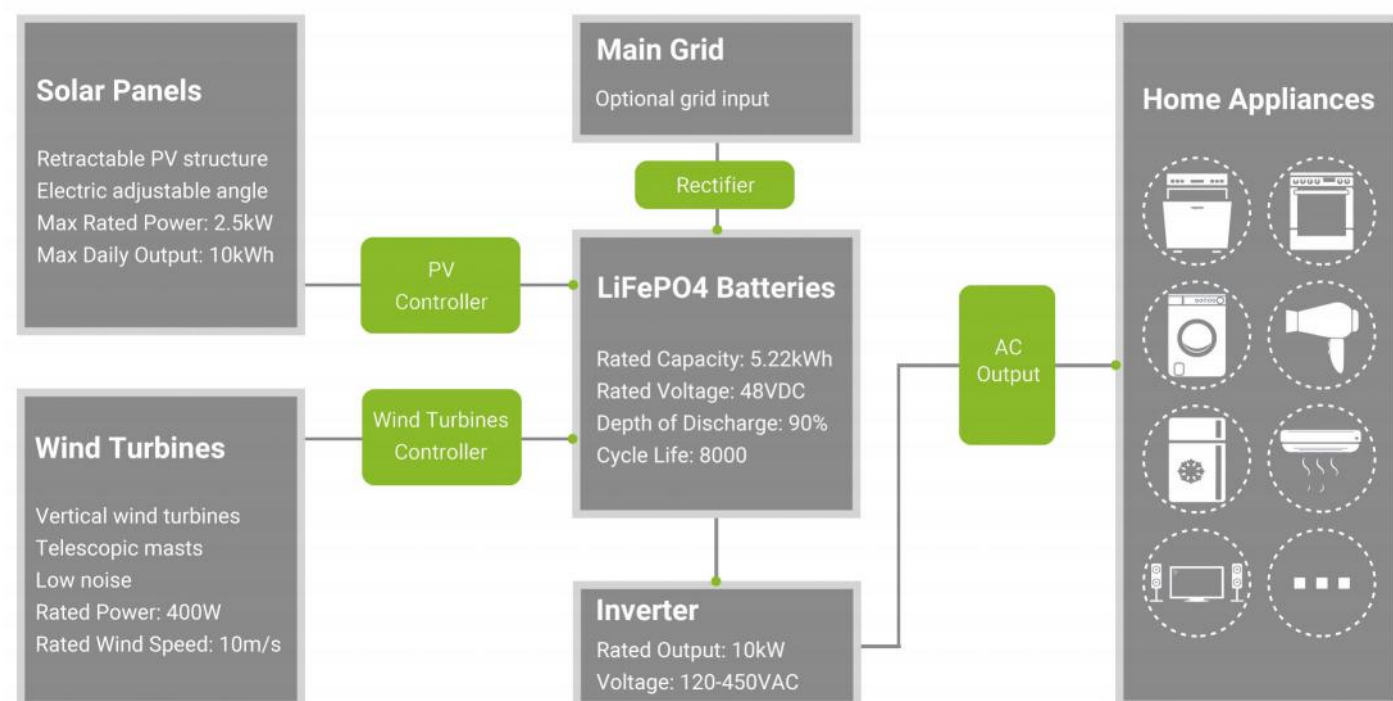 Solar Panels
Retractable PV structure
Electric adjustable angle
Max Rated Power: 2.5kW
Max Daily Output: 10kWh
PV
Controller
Wind Turbines
Vertical wind turbines
Telescopic masts
Low noise
Rated Power: 400W
Rated Wind Speed: 10m/s
Wind Turbines
Controller
Main Grid
Optional grid input
Rectifier
LiFePO4 Batteries
Rated Capacity: 5.22kWh
Rated Voltage: 48VDC
Depth of Discharge: 90%
Cycle Life: 8000
Inverter
Rated Output: 10kW
Voltage: 120-450VAC
AC
Output
Home Appliances